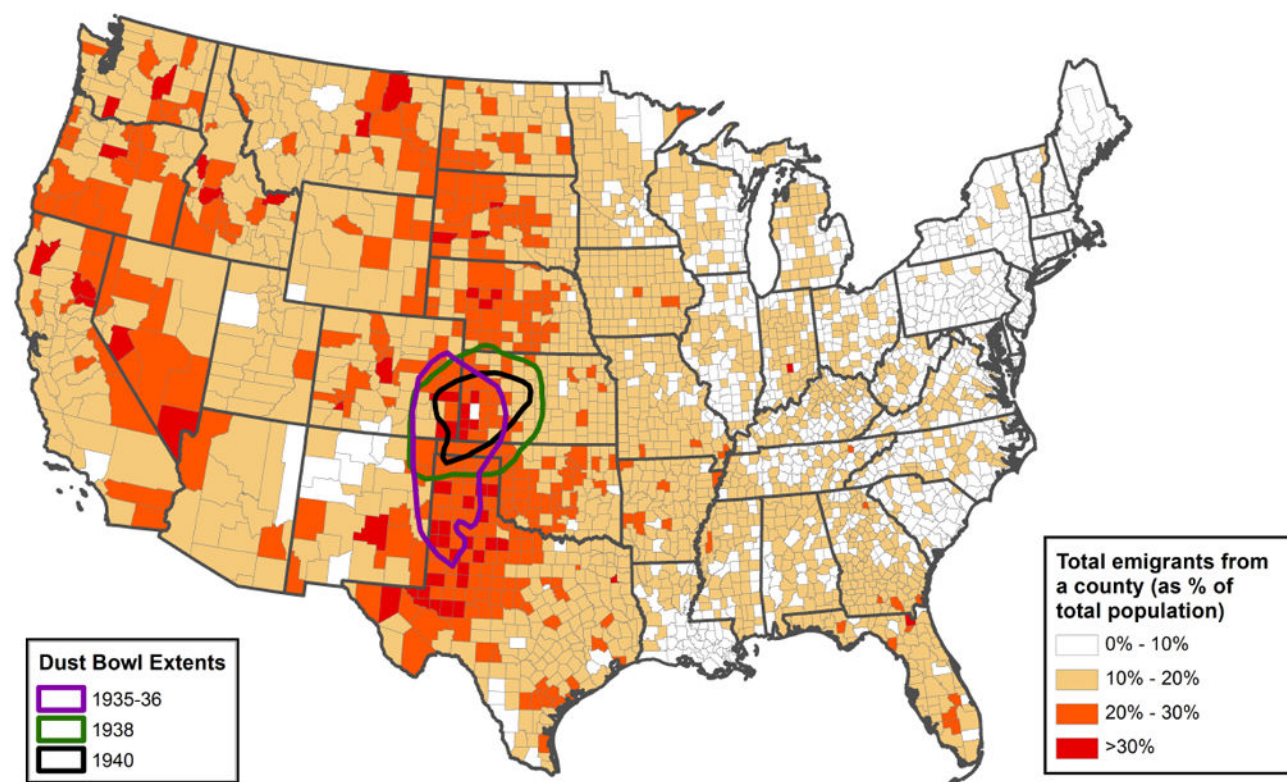 Dust Bowl Extents
1935-36
1938
1940
Total emigrants from
a county (as % of
total population)
0% - 10%
10% - 20%
20% - 30%
>30%